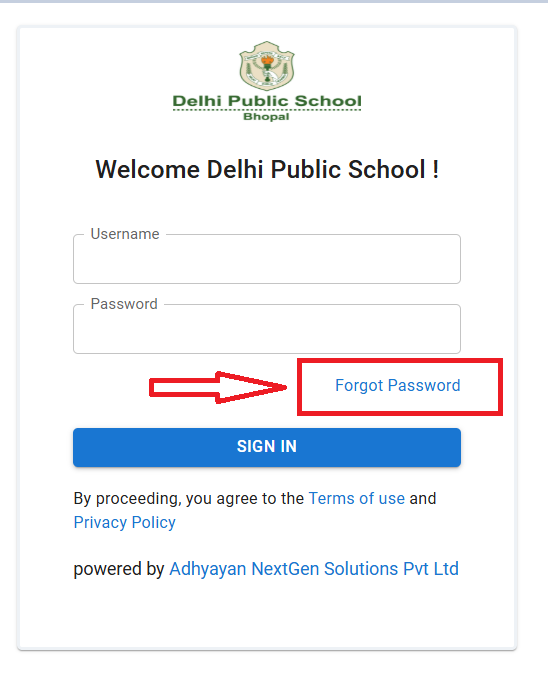 Delhi Public School
Bhopal
Welcome Delhi Public School !
Username
Password
Forgot Password
SIGN IN
By proceeding, you agree to the Terms of use and
Privacy Policy
powered by Adhyayan NextGen Solutions Pvt Ltd